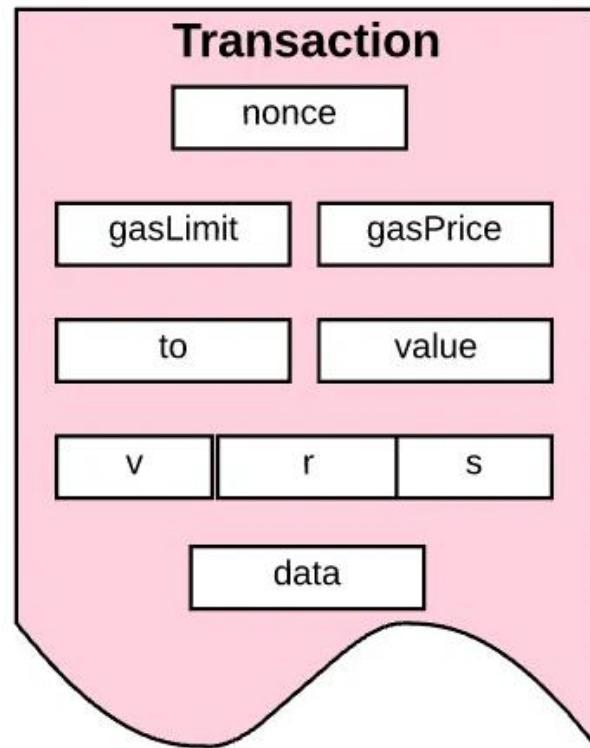 Transaction
nonce
gasLimit gasPrice
to value
v r s
data